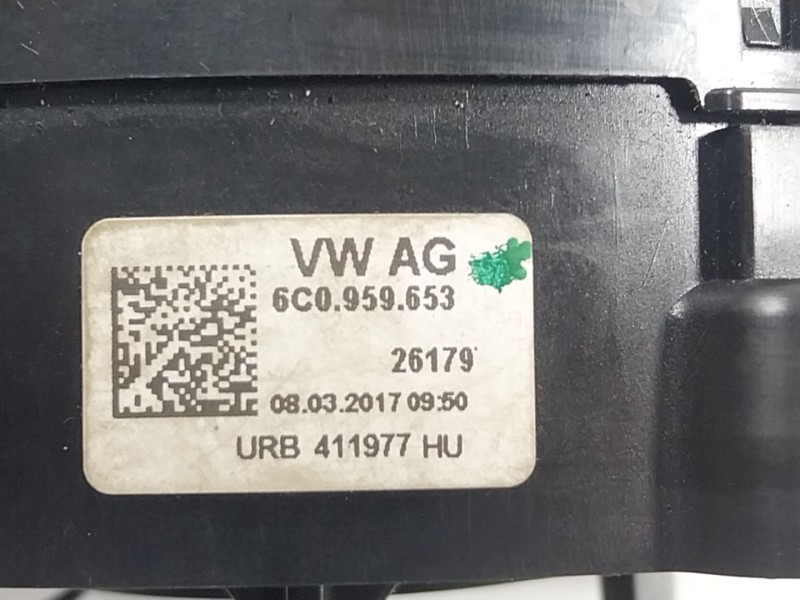 VW AG
6C0.959.653
26179
08.03.2017 09:50
URB 411977 HU